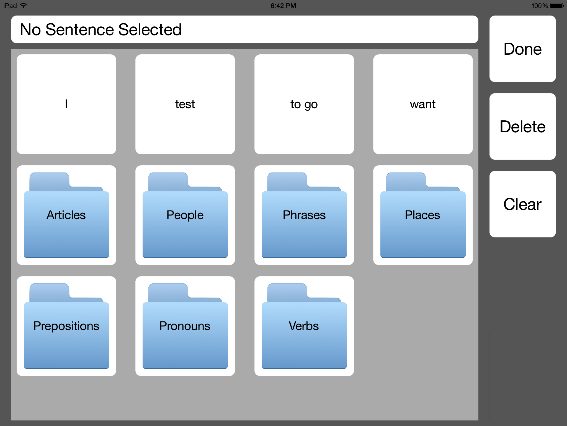 iPad 6:42 PM 100%
No Sentence Selected
Done
I test to go want
Delete
Articles People Phrases Places
Clear
Prepositions Pronouns Verbs